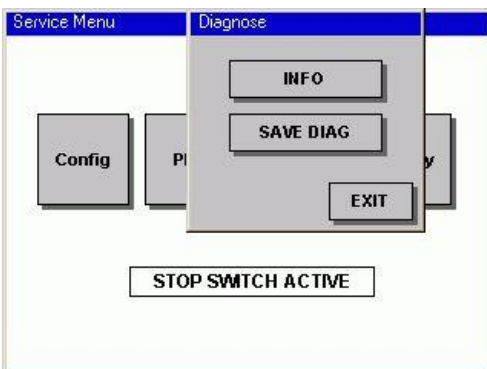 Service Menu
Diagnose
INFO
SAVE DIAG
Config
EXIT
STOP SWITCH ACTIVE